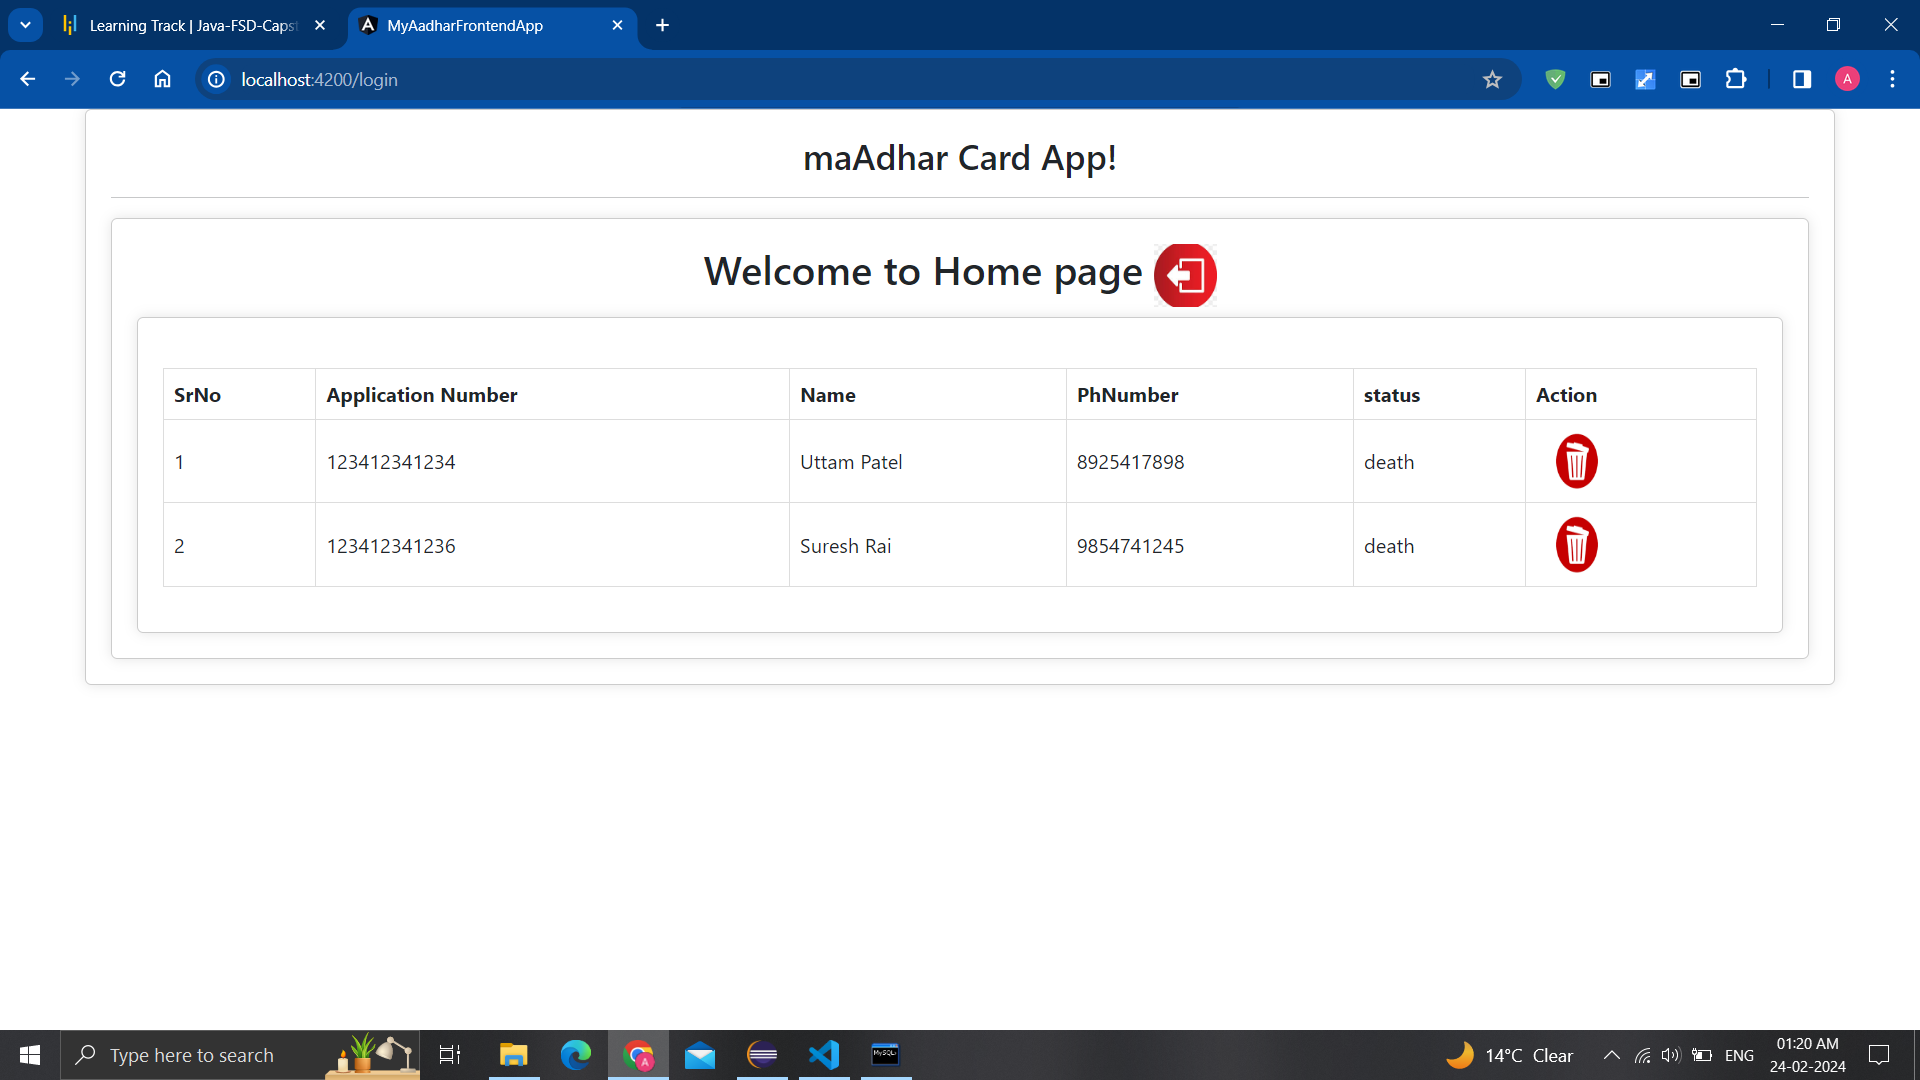 Learning Track | Java-FSD-Capst
MyAadharFrontendApp
localhost:4200/login
A
maAdhar Card App!
Welcome to Home page
SrNo Application Number Name PhNumber status Action
1 123412341234 Uttam Patel 8925417898 death
2 123412341236 Suresh Rai 9854741245 death
Type here to search
A
MySQL
14°C Clear
ENG
01:20 AM
24-02-2024